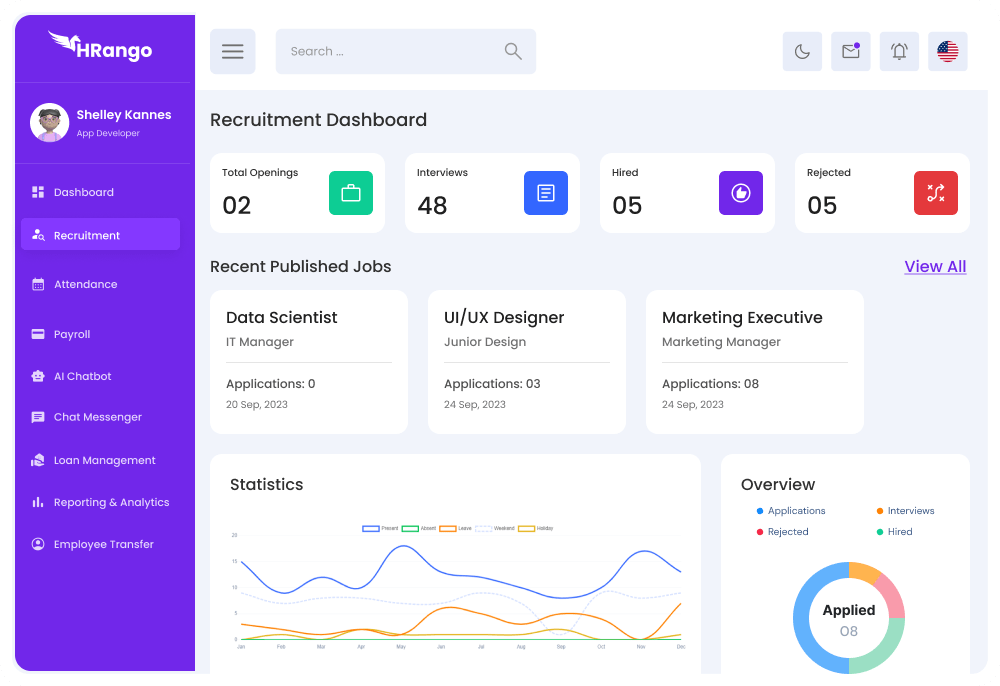 HRango
Search ...
Shelley Kannes
App Developer
Dashboard
Recruitment
Attendance
Payroll
AI Chatbot
Chat Messenger
Loan Management
Reporting & Analytics
Employee Transfer
Recruitment Dashboard
Total Openings
02
Interviews
48
Hired
05
Rejected
05
Recent Published Jobs
View All
Data Scientist
IT Manager
Applications: 0
20 Sep, 2023
UI/UX Designer
Junior Design
Applications: 03
24 Sep, 2023
Marketing Executive
Marketing Manager
Applications: 08
24 Sep, 2023
Statistics
Present Absent Leave Weekend Holiday
20
15
10
5
0
Jan Feb Mar Apr May Jun Jul Aug Sep Oct Nov Dec
Overview
Applications Interviews
Rejected Hired
Applied
08